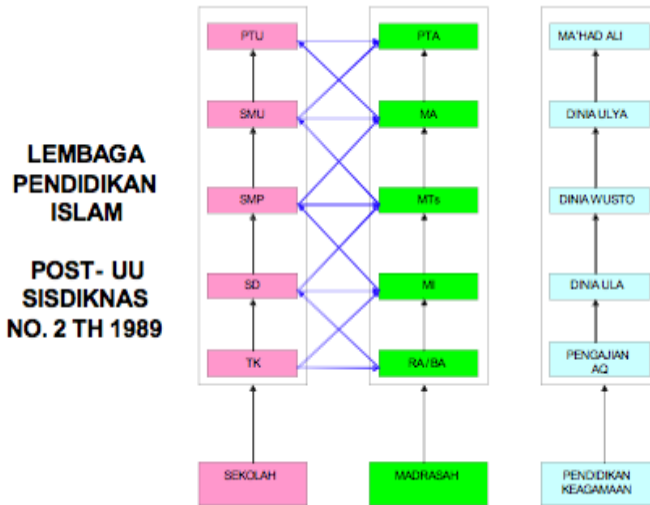 LEMBAGA
PENDIDIKAN
ISLAM
POST- UU
SISDIKNAS
NO. 2 TH 1989
PTU
PTA
MA'HAD ALI
SMU
MA
DINIA ULYA
SMP
MTs
DINIA WUSTO
SD
MI
DINIA ULA
TK
RA/BA
PENGAJIAN
AQ
SEKOLAH
MADRASAH
PENDIDIKAN
KEAGAMAAN